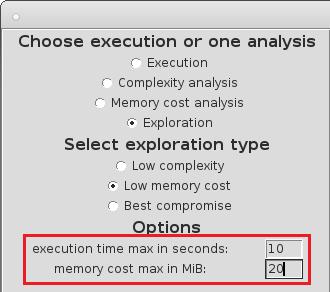 Choose execution or one analysis
Execution
Complexity analysis
Memory cost analysis
Exploration
Select exploration type
Low complexity
Low memory cost
Best compromise
Options
execution time max in seconds: 10
memory cost max in MiB: 20